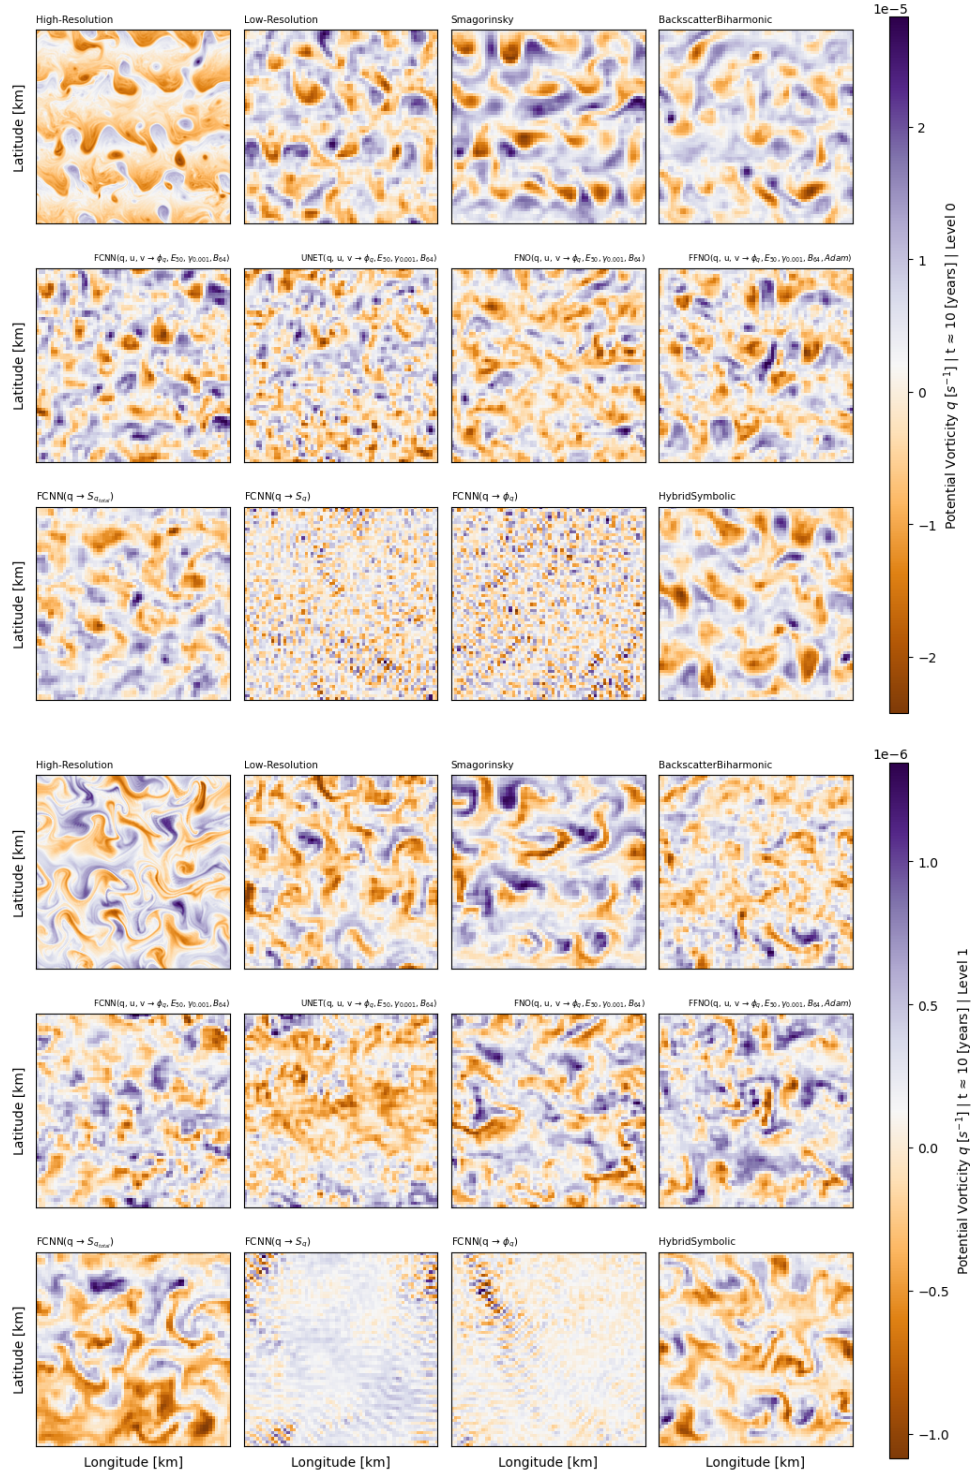 High-Resolution
Low-Resolution
Smagorinsky
BackscatterBiharmonic
1e−5
Latitude [km]
FCNN(q, u, v → ϕq, E50, γ0.001, B64)
UNET(q, u, v → ϕq, E50, γ0.001, B64)
FNO(q, u, v → ϕq, E50, γ0.001, B64)
FFNO(q, u, v → ϕq, E50, γ0.001, B64, Adam)
Latitude [km]
FCNN(q → Sqtotal)
FCNN(q → Sq)
FCNN(q → ϕq)
HybridSymbolic
Latitude [km]
2
1
0
−1
−2
Potential Vorticity q [s−1] | t ≈ 10 [years] | Level 0
High-Resolution
Low-Resolution
Smagorinsky
BackscatterBiharmonic
1e−6
Latitude [km]
FCNN(q, u, v → ϕq, E50, γ0.001, B64)
UNET(q, u, v → ϕq, E50, γ0.001, B64)
FNO(q, u, v → ϕq, E50, γ0.001, B64)
FFNO(q, u, v → ϕq, E50, γ0.001, B64, Adam)
Latitude [km]
FCNN(q → Sqtotal)
FCNN(q → Sq)
FCNN(q → ϕq)
HybridSymbolic
Latitude [km]
Longitude [km]
Longitude [km]
Longitude [km]
Longitude [km]
1.0
0.5
0.0
−0.5
−1.0
Potential Vorticity q [s−1] | t ≈ 10 [years] | Level 1